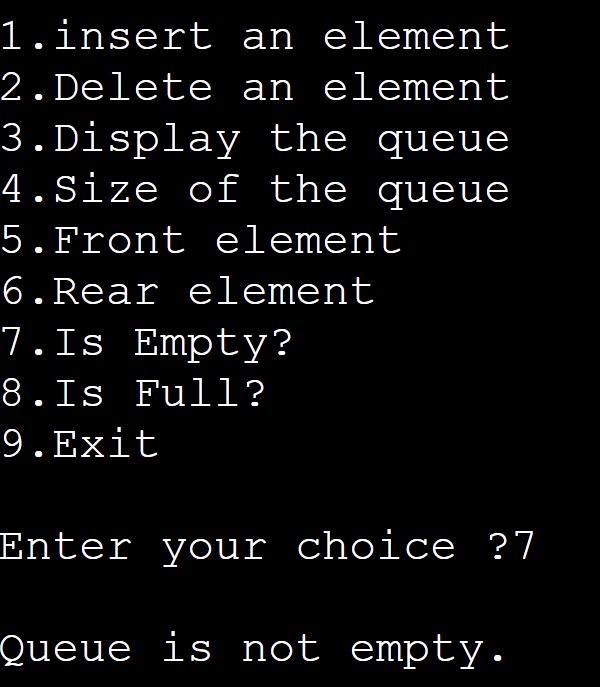 1.insert an element
2.Delete an element
3.Display the queue
4.Size of the queue
5.Front element
6.Rear element
7.Is Empty?
8.Is Full?
9.Exit
Enter your choice ?7
Queue is not empty.